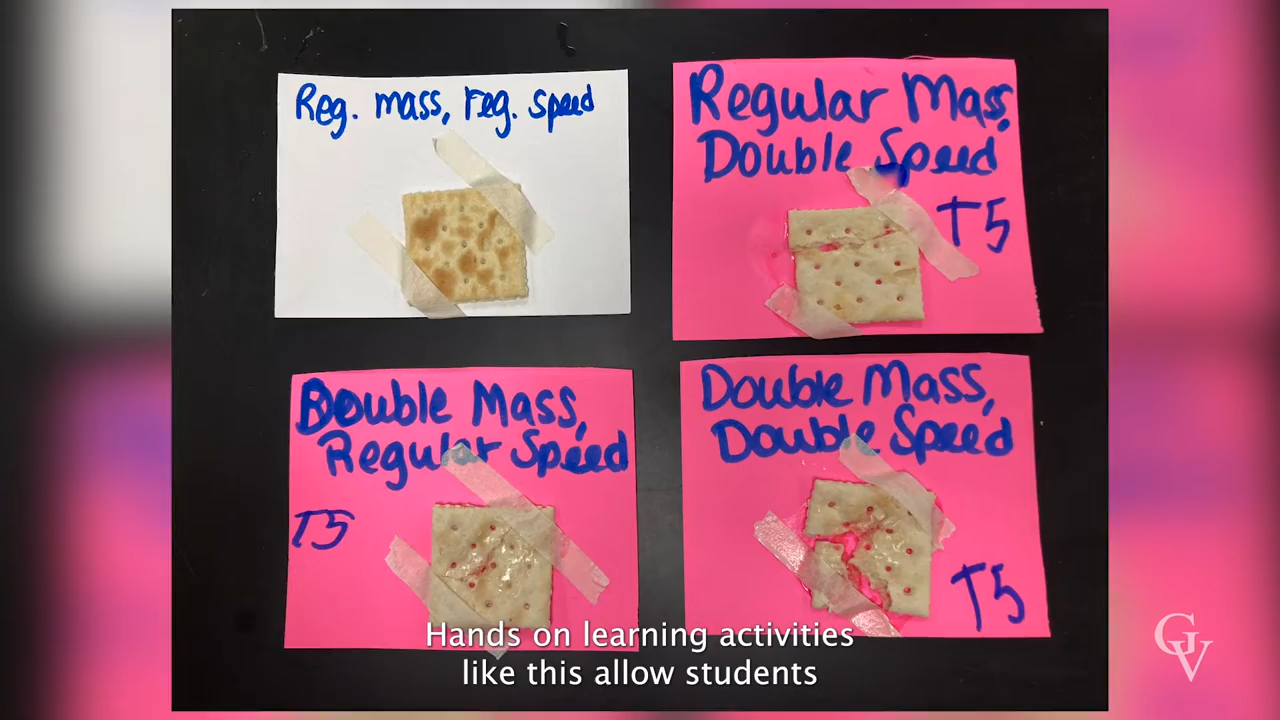 Reg. mass, reg. speed
Regular Mass,
Double Speed
T5
Double Mass,
Regular Speed
T5
Double Mass,
Double Speed
T5
Hands on learning activities
like this allow students
GV